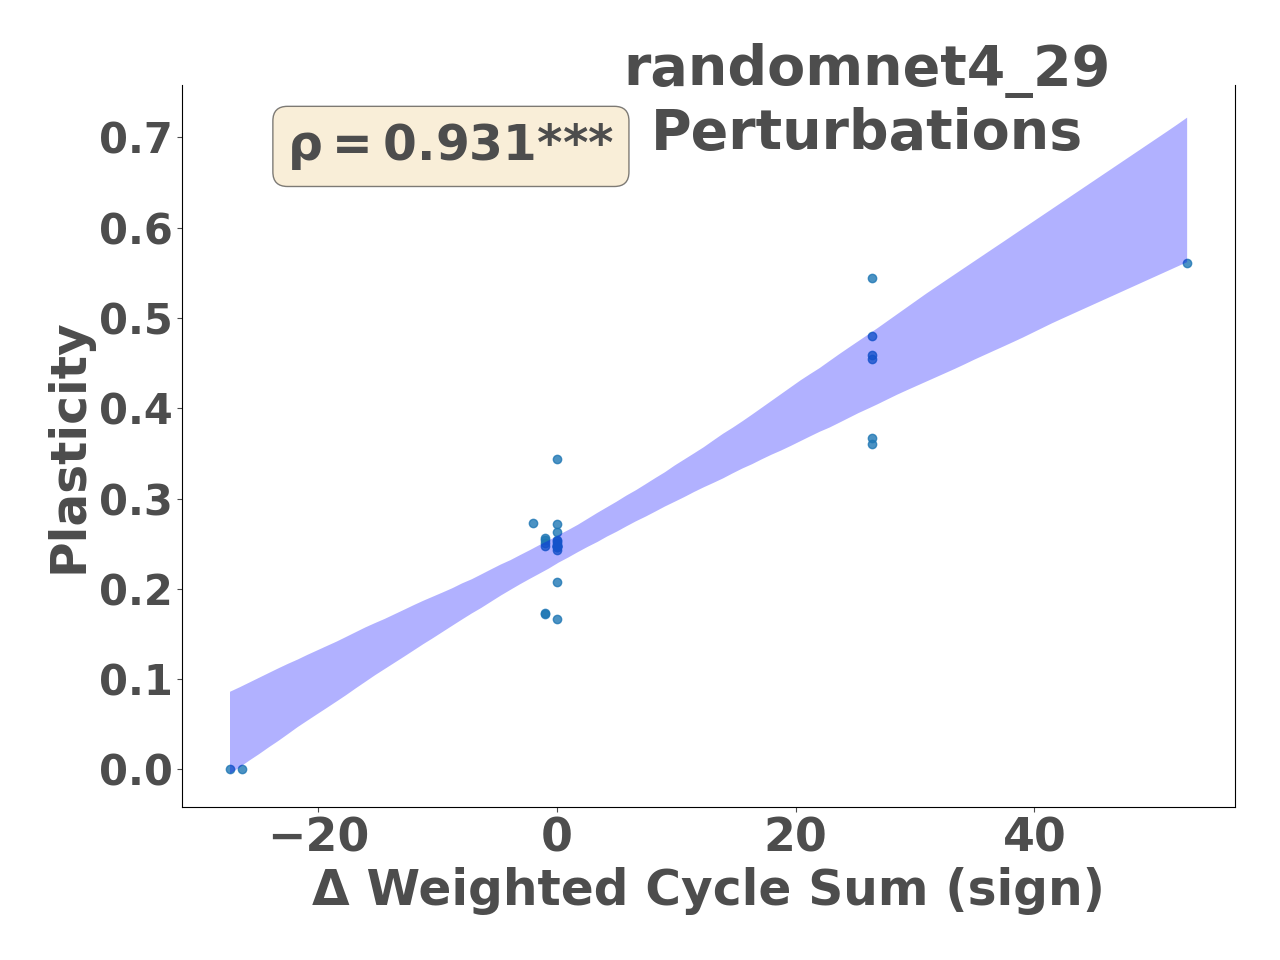 randomnet4_29
Perturbations
ρ = 0.931***
0.7
0.6
0.5
0.4
0.3
0.2
0.1
0.0
Plasticity
−20 0 20 40
Δ Weighted Cycle Sum (sign)